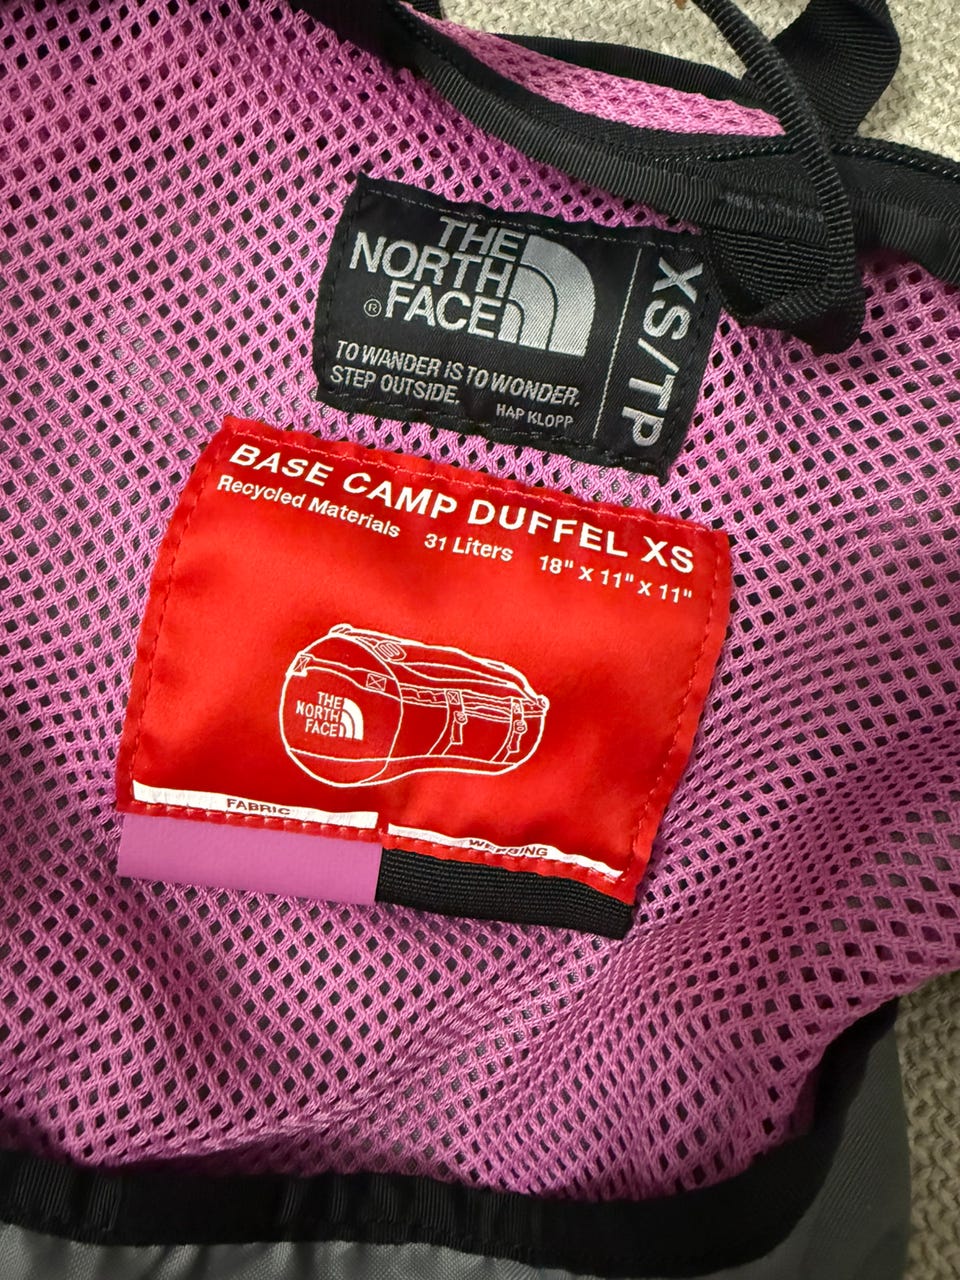 THE
NORTH
® FACE
TO WANDER IS TO WONDER.
STEP OUTSIDE.
HAP KLOPP
XS/TP
BASE CAMP DUFFEL XS
Recycled Materials 31 Liters 18" x 11" x 11"
THE
NORTH
FACE
FABRIC
WEBBING